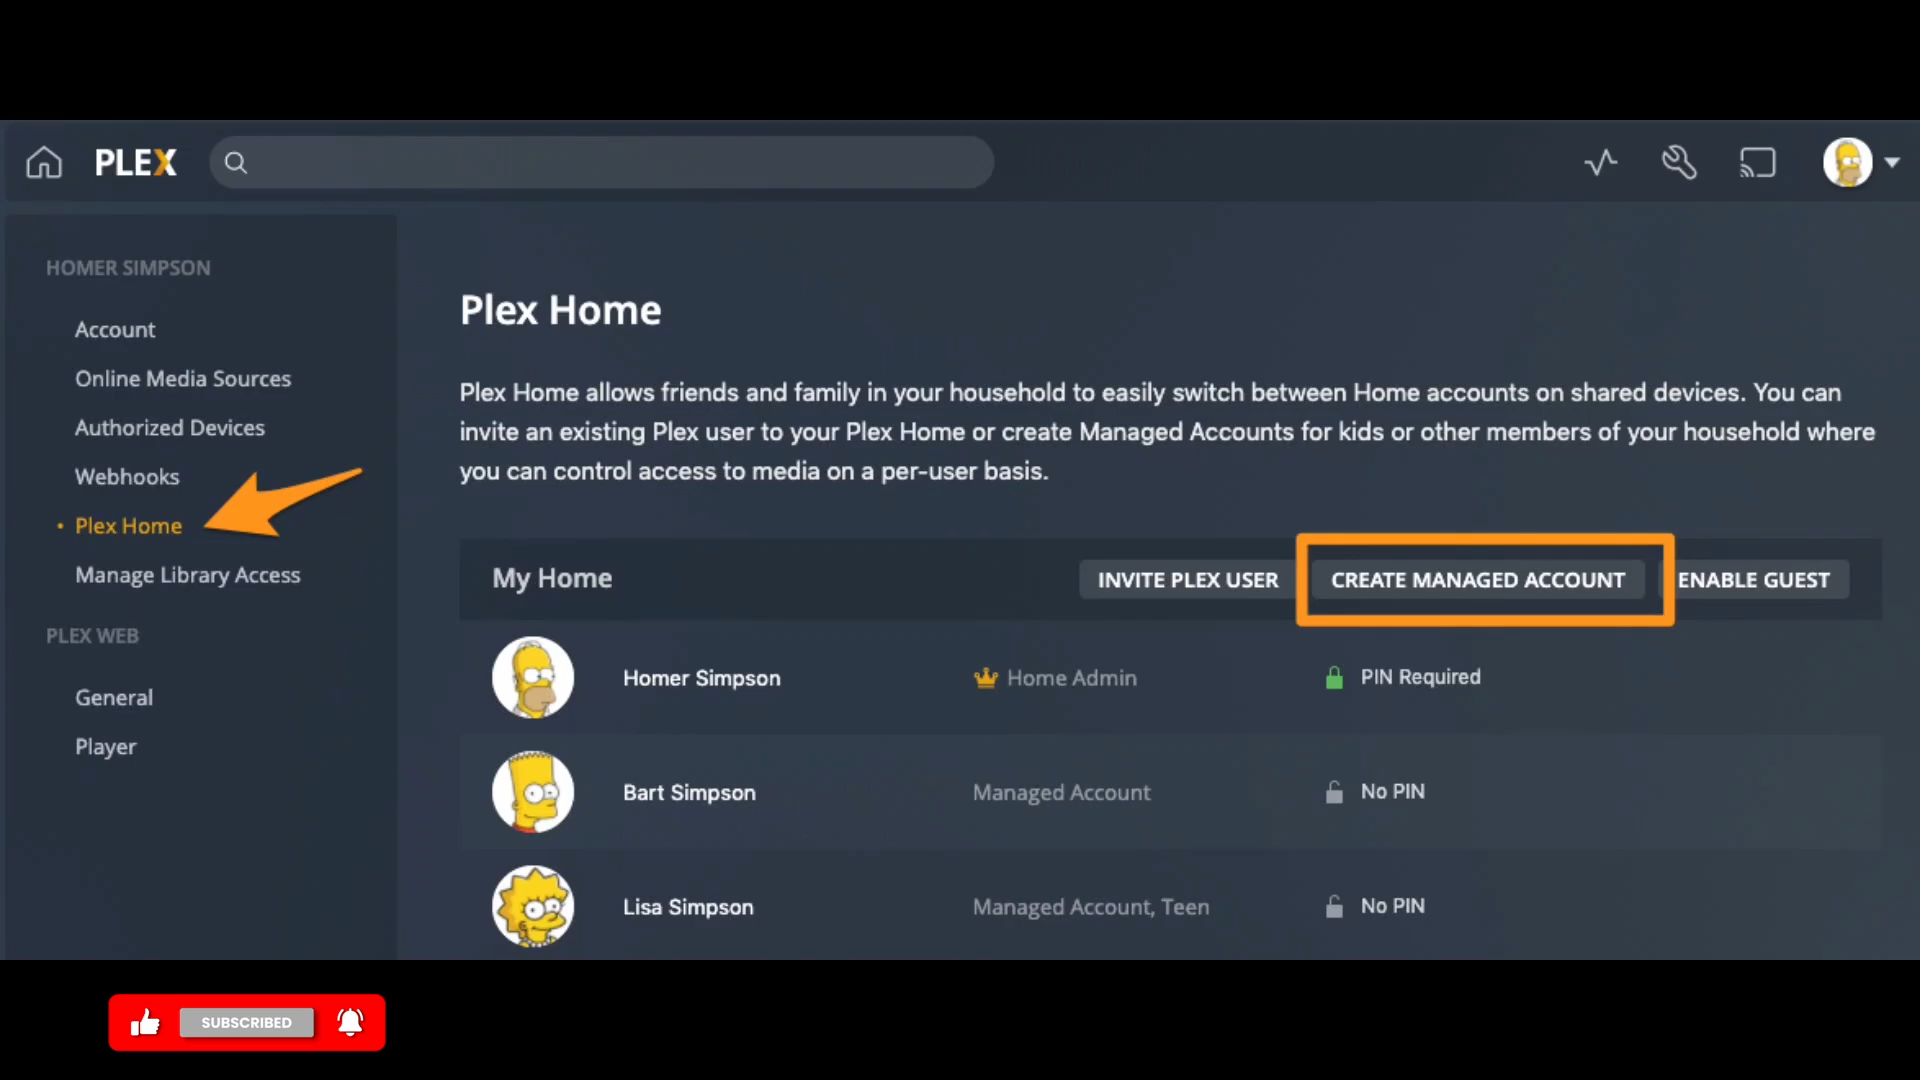 PLEX
HOMER SIMPSON
Account
Online Media Sources
Authorized Devices
Webhooks
• Plex Home
Manage Library Access
PLEX WEB
General
Player
Plex Home
Plex Home allows friends and family in your household to easily switch between Home accounts on shared devices. You can
invite an existing Plex user to your Plex Home or create Managed Accounts for kids or other members of your household where
you can control access to media on a per-user basis.
My Home INVITE PLEX USER CREATE MANAGED ACCOUNT ENABLE GUEST
Homer Simpson Home Admin PIN Required
Bart Simpson Managed Account No PIN
Lisa Simpson Managed Account, Teen No PIN
SUBSCRIBED